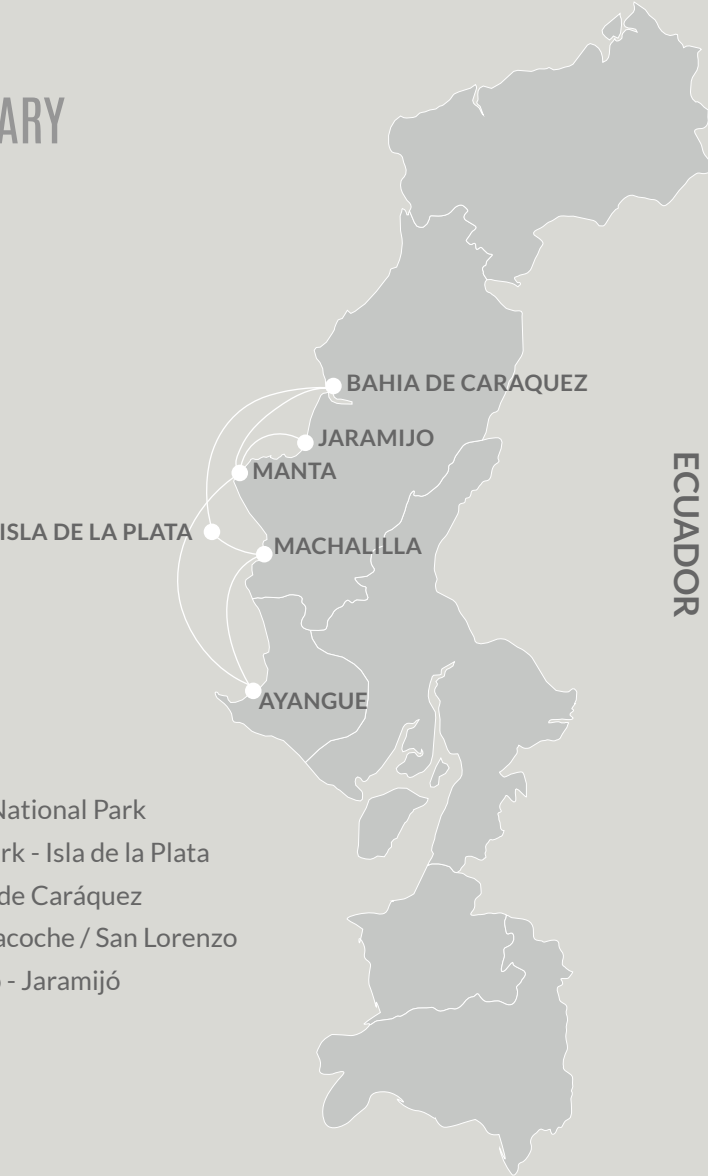 ARY
BAHIA DE CARAQUEZ
JARAMIJO
MANTA
ISLA DE LA PLATA
MACHALILLA
AYANGUE
ECUADOR
National Park
rk - Isla de la Plata
de Caráquez
acoche / San Lorenzo
- Jaramijó